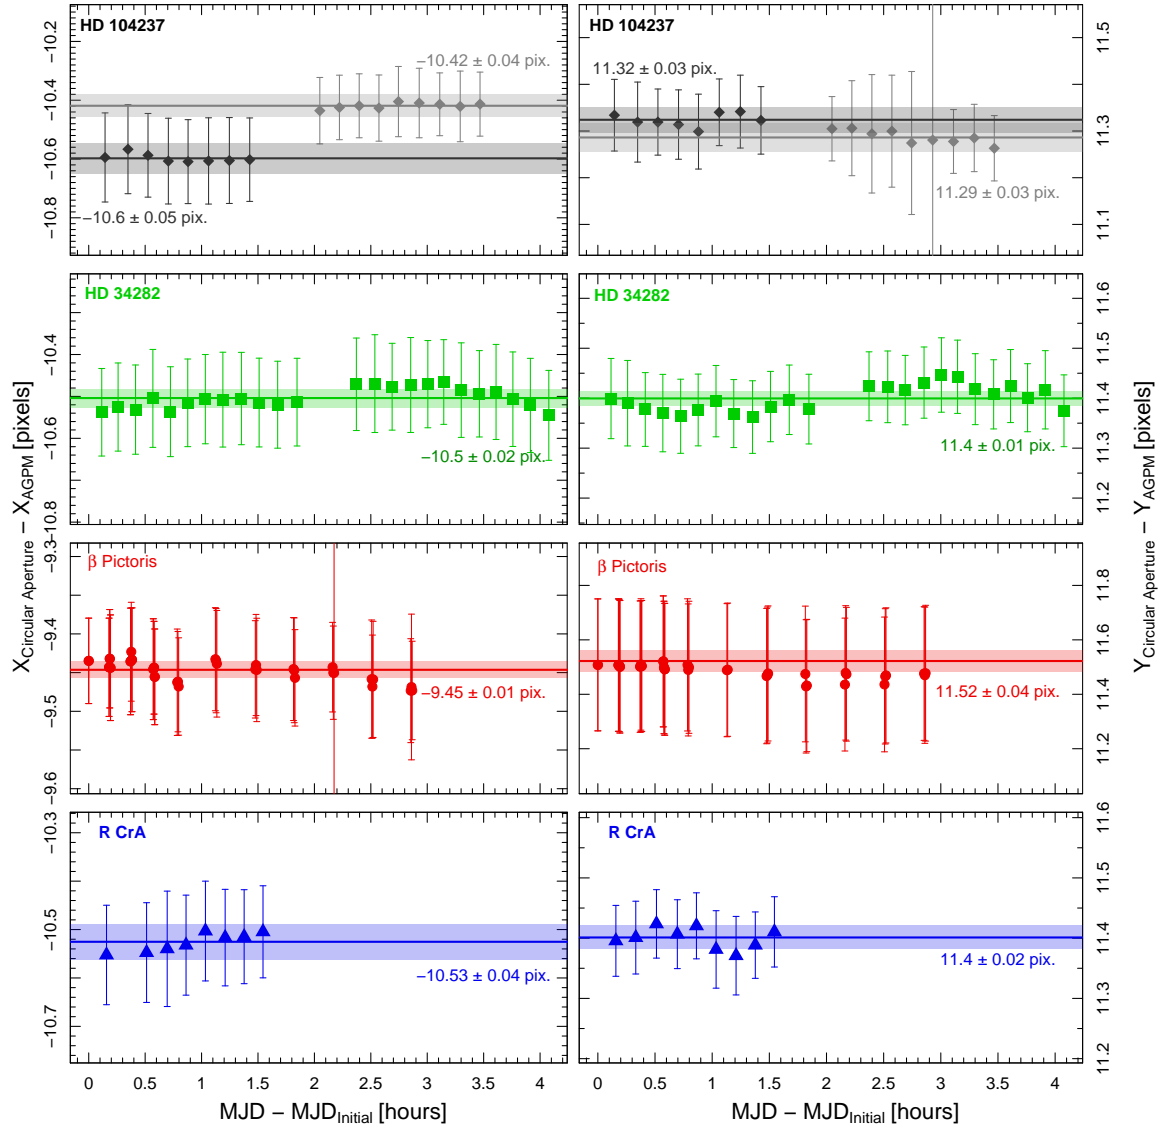 HD 104237
HD 104237
−10.42 ± 0.04 pix.
11.32 ± 0.03 pix.
−10.6 ± 0.05 pix.
11.29 ± 0.03 pix.
−10.2
−10.4
−10.6
−10.8
11.5
11.3
11.1
HD 34282
HD 34282
−10.5 ± 0.02 pix.
11.4 ± 0.01 pix.
−10.4
−10.6
−10.8
11.6
11.5
11.4
11.3
11.2
β Pictoris
β Pictoris
−9.45 ± 0.01 pix.
11.52 ± 0.04 pix.
−9.3
−9.4
−9.5
−9.6
11.8
11.6
11.4
11.2
R CrA
R CrA
−10.53 ± 0.04 pix.
11.4 ± 0.02 pix.
−10.3
−10.5
−10.7
11.6
11.5
11.4
11.3
11.2
0 0.5 1 1.5 2 2.5 3 3.5 4
0 0.5 1 1.5 2 2.5 3 3.5 4
MJD − MJDInitial [hours]
MJD − MJDInitial [hours]
XCircular Aperture − XAGPM [pixels]
YCircular Aperture − YAGPM [pixels]